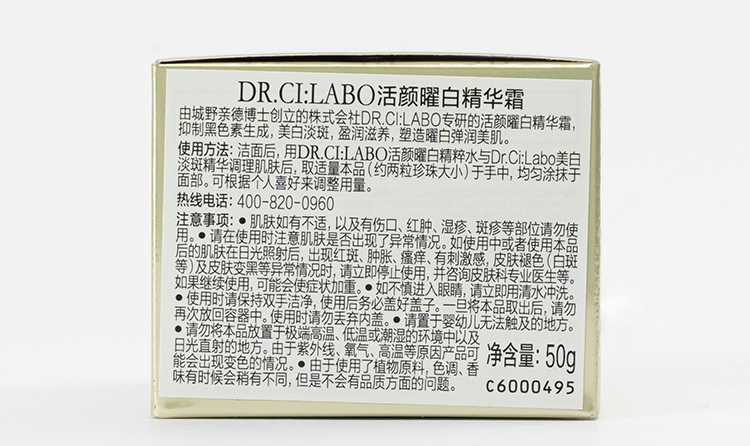 DR.CI:LABO活颜曜白精华霜
由城野亲德博士创立的株式会社DR.CI:LABO专研的活颜曜白精华霜,
抑制黑色素生成, 美白淡斑, 盈润滋养, 塑造曜白弹润美肌。
使用方法: 洁面后, 用DR.CI:LABO活颜曜白精粹水与Dr.Ci:Labo美白
淡斑精华调理肌肤后, 取适量本品 (约两粒珍珠大小) 于手中, 均匀涂抹于
面部。可根据个人喜好来调整用量。
热线电话: 400-820-0960
注意事项: ●肌肤如有不适, 以及有伤口、红肿、湿疹、斑疹等部位请勿使
用。●请在使用时注意肌肤是否出现了异常情况。如使用中或者使用本品
后的肌肤在日光照射后, 出现红斑、肿胀、瘙痒、有刺激感, 皮肤褪色 (白斑
等) 及皮肤变黑等异常情况时, 请立即停止使用, 并咨询皮肤科专业医生等。
如果继续使用, 可能会使症状加重。●如不慎进入眼睛, 请立即用清水冲洗。
●使用时请保持双手洁净, 使用后务必盖好盖子。一旦将本品取出后, 请勿
再次放回容器中。使用时请勿丢弃内盖。●请置于婴幼儿无法触及的地方。
●请勿将本品放置于极端高温、低温或潮湿的环境中以及
日光直射的地方。由于紫外线、氧气、高温等原因产品可
能会出现变色的情况。●由于使用了植物原料, 色调、香
味有时候会稍有不同, 但是不会有品质方面的问题。
净含量: 50g
C6000495